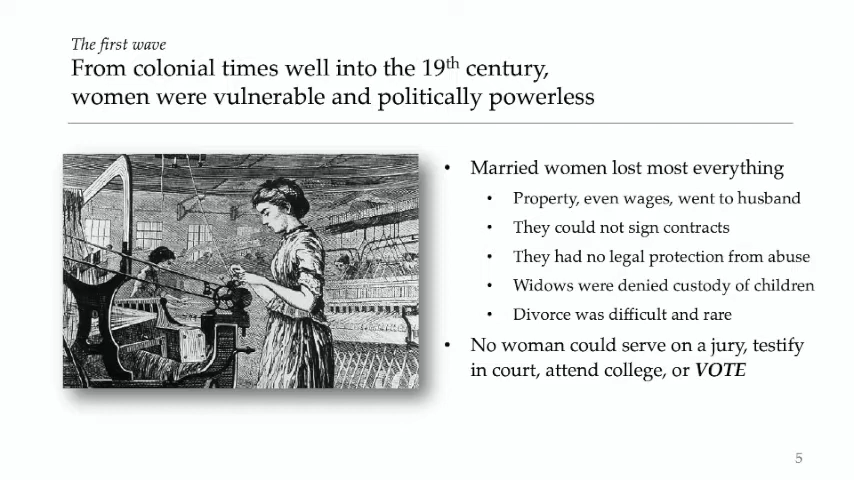 The first wave
From colonial times well into the 19th century,
women were vulnerable and politically powerless
• Married women lost most everything
• Property, even wages, went to husband
• They could not sign contracts
• They had no legal protection from abuse
• Widows were denied custody of children
• Divorce was difficult and rare
• No woman could serve on a jury, testify
in court, attend college, or VOTE
5